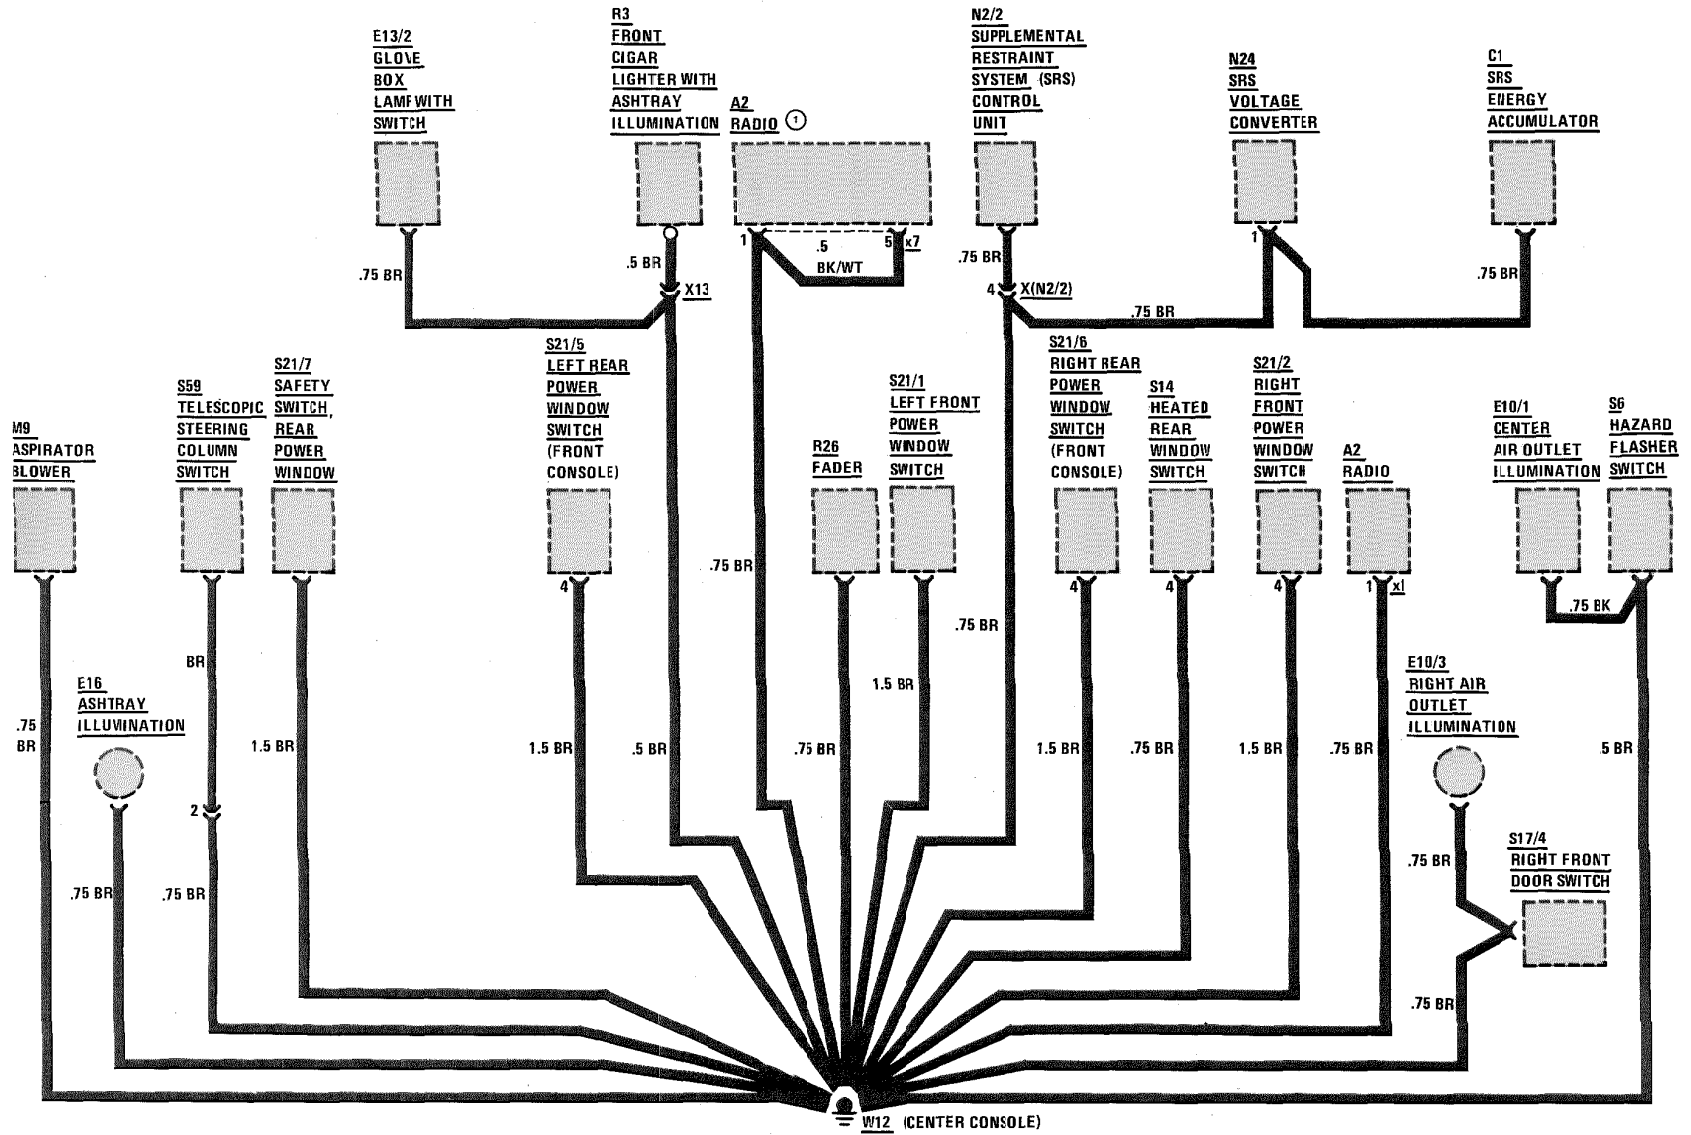 E13/2
GLOVE
BOX
LAMP WITH
SWITCH
R3
FRONT
CIGAR
LIGHTER WITH
ASHTRAY
ILLUMINATION
A2
RADIO 1
N2/2
SUPPLEMENTAL
RESTRAINT
SYSTEM (SRS)
CONTROL
UNIT
N24
SRS
VOLTAGE
CONVERTER
C1
SRS
ENERGY
ACCUMULATOR
.75 BR
.5 BR
X13
1
.5
BK/WT
5 x7
.75 BR
4 X(N2/2)
.75 BR
1
.75 BR
M9
ASPIRATOR
BLOWER
S59
TELESCOPIC
STEERING
COLUMN
SWITCH
S21/7
SAFETY
SWITCH,
REAR
POWER
WINDOW
S21/5
LEFT REAR
POWER
WINDOW
SWITCH
(FRONT
CONSOLE)
R26
FADER
S21/1
LEFT FRONT
POWER
WINDOW
SWITCH
S21/6
RIGHT REAR
POWER
WINDOW
SWITCH
(FRONT
CONSOLE)
S14
HEATED
REAR
WINDOW
SWITCH
S21/2
RIGHT
FRONT
POWER
WINDOW
SWITCH
A2
RADIO
E10/1
CENTER
AIR OUTLET
ILLUMINATION
S6
HAZARD
FLASHER
SWITCH
4
4
4
4
1 x1
.75 BK
.75 BR
.75 BR
BR
1.5 BR
E16
ASHTRAY
ILLUMINATION
E10/3
RIGHT AIR
OUTLET
ILLUMINATION
.75
BR
1.5 BR
1.5 BR
.5 BR
.75 BR
1.5 BR
.75 BR
1.5 BR
.75 BR
.5 BR
2
S17/4
RIGHT FRONT
DOOR SWITCH
.75 BR
.75 BR
.75 BR
.75 BR
W12 (CENTER CONSOLE)